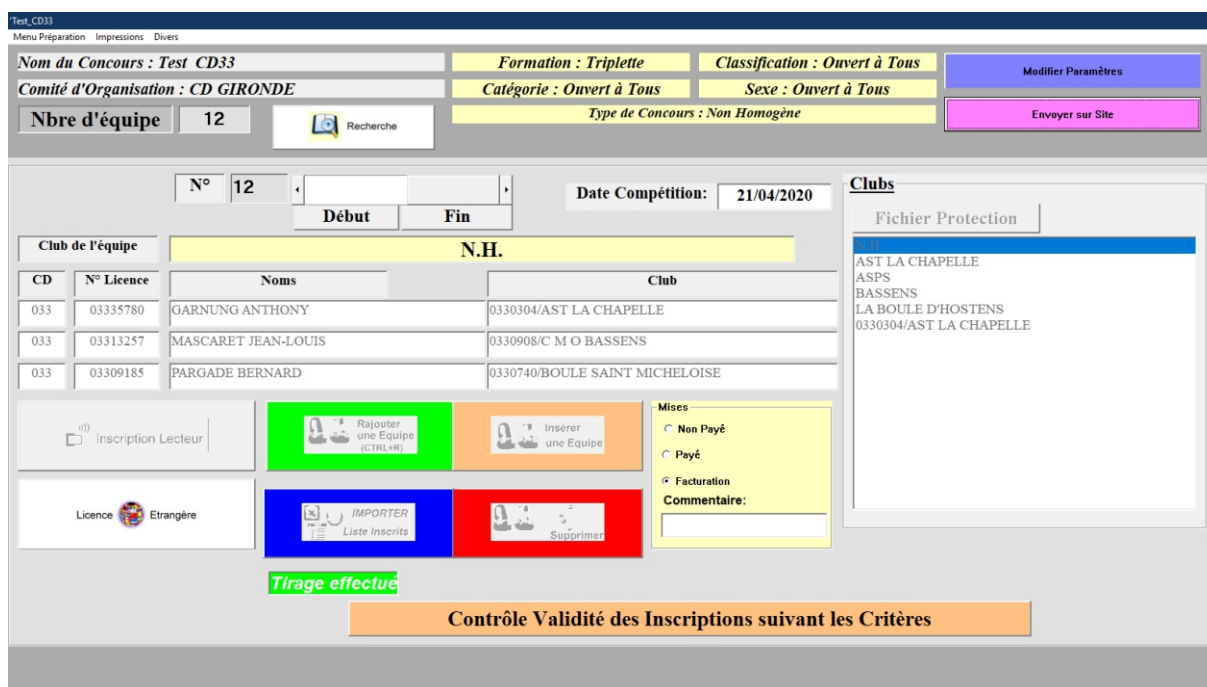 'Test_CD33
Menu Préparation Impressions Divers
Nom du Concours : Test CD33
Formation : Triplette
Classification : Ouvert à Tous
Modifier Paramètres
Comité d'Organisation : CD GIRONDE
Catégorie : Ouvert à Tous
Sexe : Ouvert à Tous
Nbre d'équipe 12
Recherche
Type de Concours : Non Homogène
Envoyer sur Site
N° 12
Début Fin
Date Compétition: 21/04/2020
Clubs
Fichier Protection
N.H.
AST LA CHAPELLE
ASPS
BASSENS
LA BOULE D'HOSTENS
0330304/AST LA CHAPELLE
Club de l'équipe N.H.
CD N° Licence Noms Club
033 03335780 GARNUNG ANTHONY 0330304/AST LA CHAPELLE
033 03313257 MASCARET JEAN-LOUIS 0330908/C M O BASSENS
033 03309185 PARGADE BERNARD 0330740/BOULE SAINT MICHELOISE
Inscription Lecteur
Rajouter
une Equipe
(CTRL+R)
Insérer
une Equipe
Mises
Non Payé
Payé
Facturation
Commentaire:
Licence Etrangère
IMPORTER
Liste Inscrits
Supprimer
Tirage effectué
Contrôle Validité des Inscriptions suivant les Critères